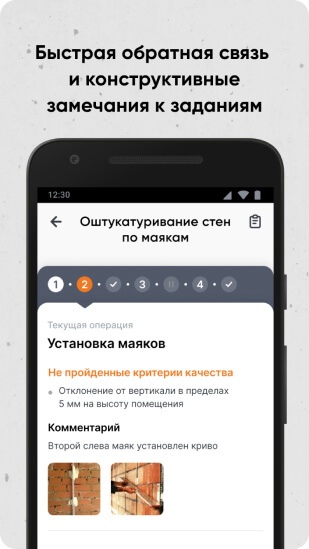 Быстрая обратная связь
и конструктивные
замечания к заданиям
12:30
Оштукатуривание стен
по маякам
1 2 3 4
Текущая операция
Установка маяков
Не пройденные критерии качества
Отклонение от вертикали в пределах
5 мм на высоту помещения
Комментарий
Второй слева маяк установлен криво